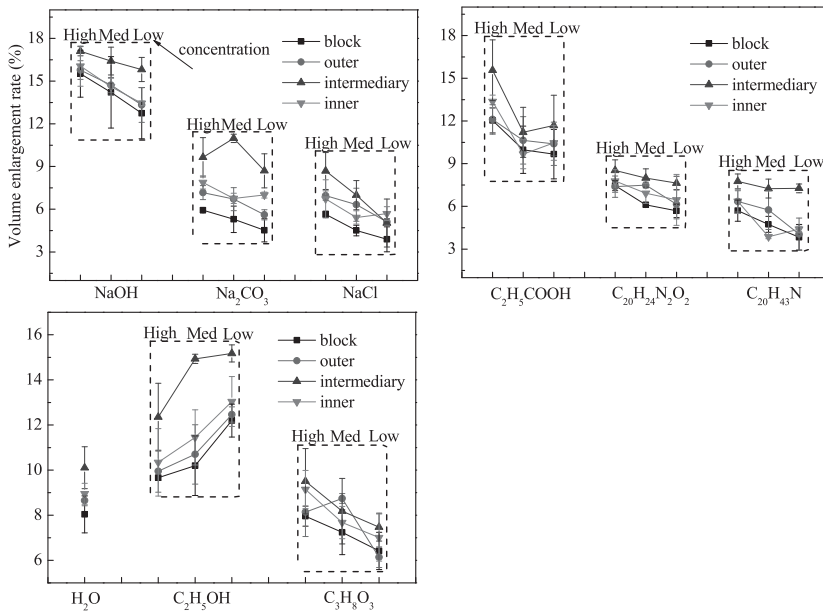 Volume enlargement rate (%)
18
15
12
9
6
3
High Med Low
concentration
High Med Low
High Med Low
block
outer
intermediary
inner
NaOH
Na₂CO₃
NaCl
18
15
12
9
6
3
High Med Low
High Med Low
High Med Low
block
outer
intermediary
inner
C₂H₅COOH
C₂₀H₂₄N₂O₂
C₂₀H₄₃N
16
14
12
10
8
6
High Med Low
High Med Low
block
outer
intermediary
inner
H₂O
C₂H₅OH
C₃H₈O₃